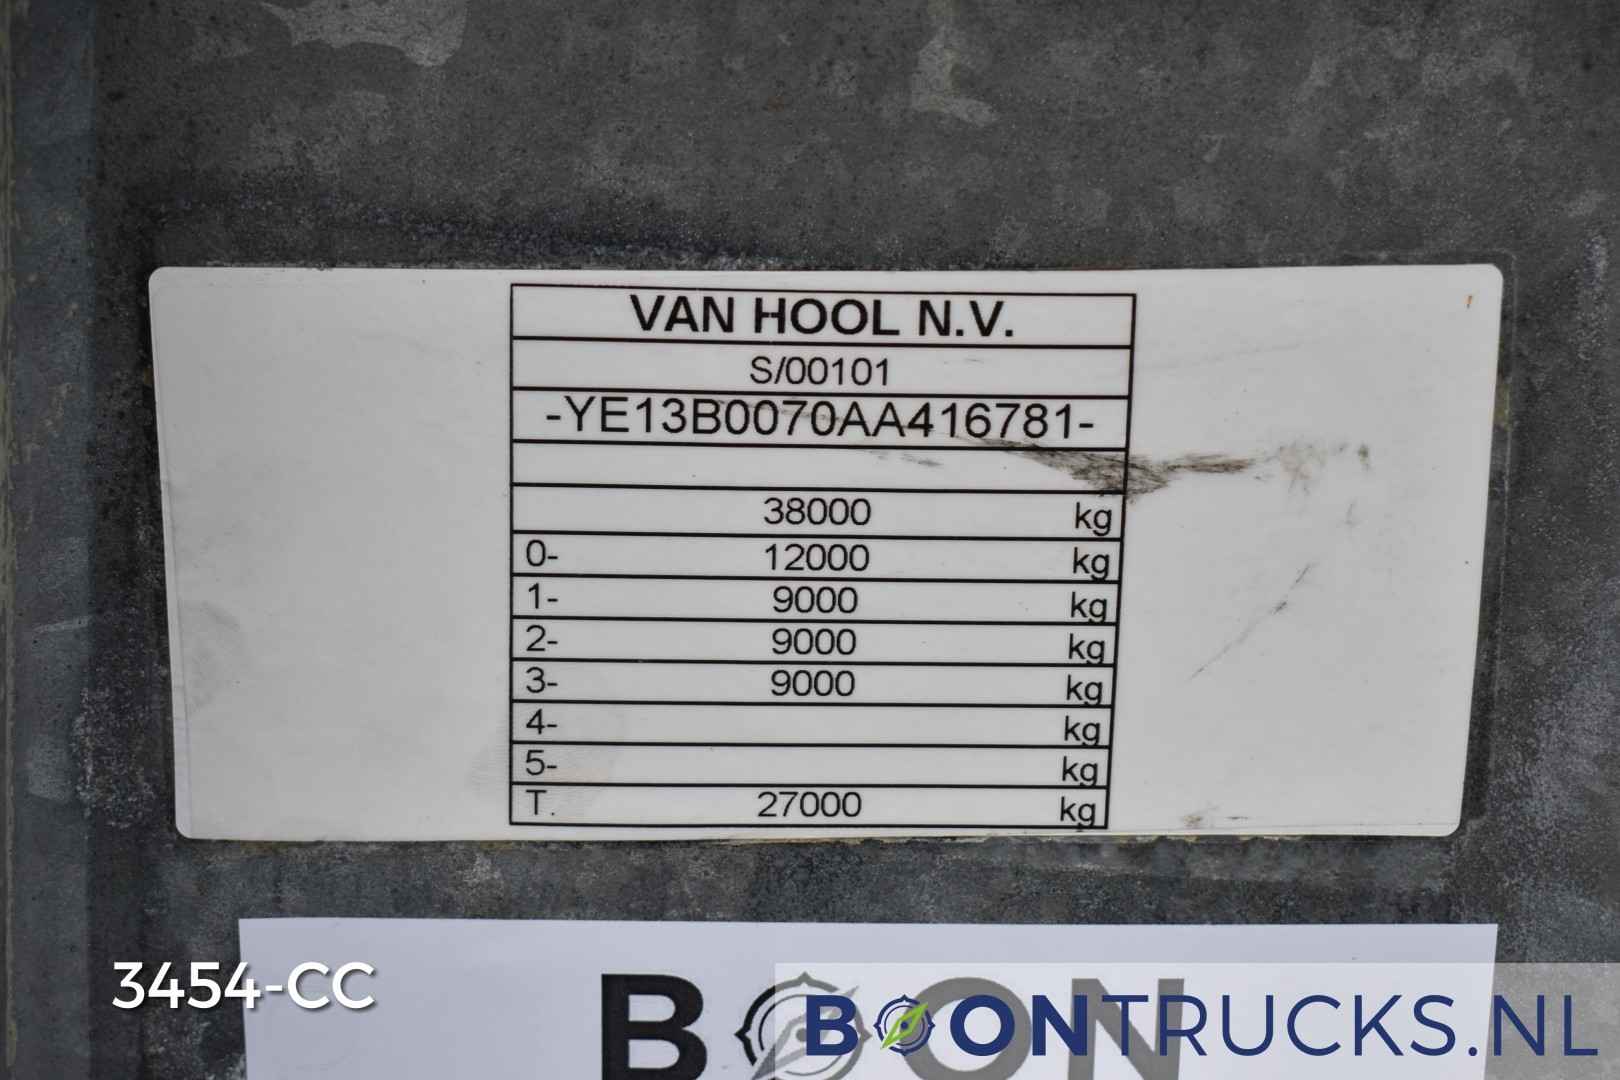 VAN HOOL N.V.
S/00101
-YE13B0070AA416781-
38000 kg
0- 12000 kg
1- 9000 kg
2- 9000 kg
3- 9000 kg
4- kg
5- kg
T. 27000 kg
3454-CC
BOON
BOONTRUCKS.NL